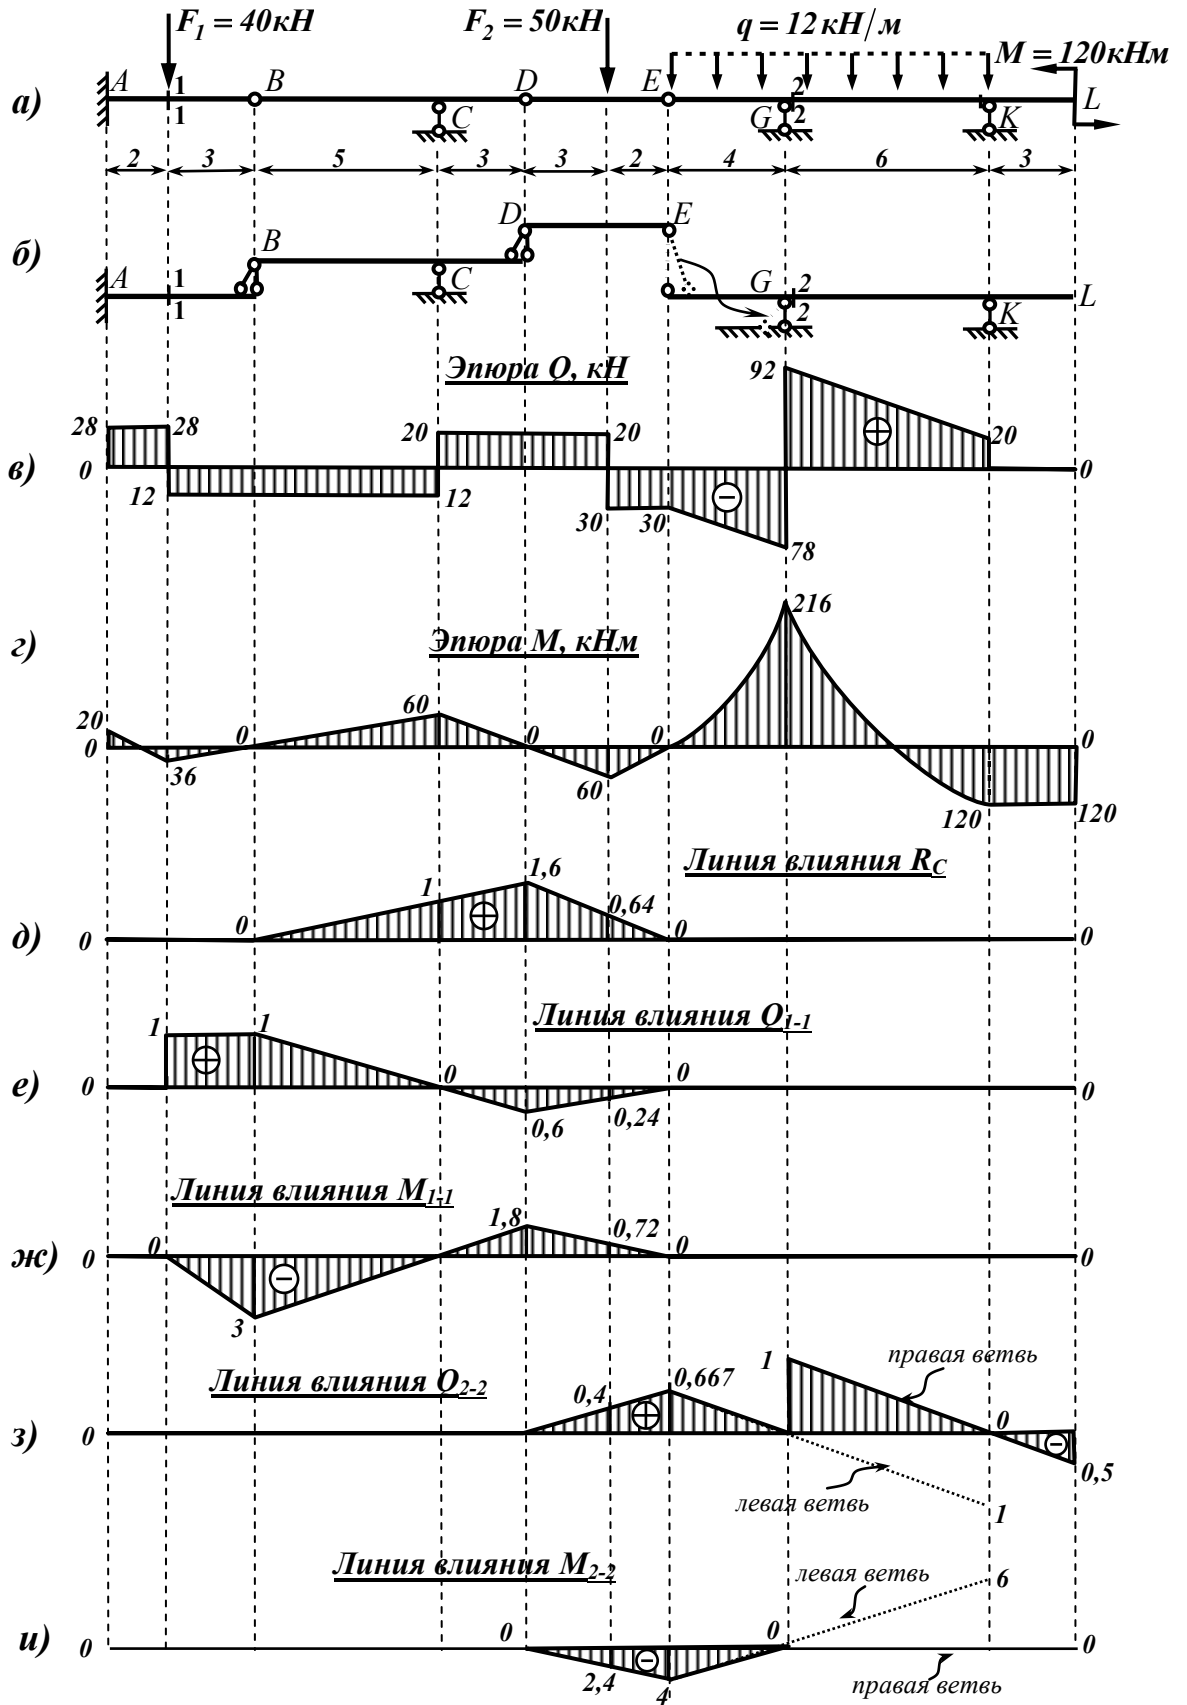 F1 = 40кН
F2 = 50кН
q = 12 кН/м
M = 120кНм
а)
A
1
1
B
C
D
E
G
2
2
K
L
2
3
5
3
3
2
4
6
3
б)
A
1
1
B
C
D
E
G
2
2
K
L
Эпюра Q, кН
в)
28
28
0
12
12
20
20
30
30
78
92
20
0
Эпюра М, кНм
г)
20
0
36
0
60
0
60
0
216
120
0
120
Линия влияния RC
д)
0
0
1
1,6
0,64
0
0
Линия влияния Q1-1
е)
0
1
1
0
0,6
0,24
0
0
Линия влияния М1-1
ж)
0
0
3
1,8
0,72
0
0
Линия влияния Q2-2
з)
0
0,4
0,667
1
правая ветвь
0
0,5
левая ветвь
1
Линия влияния М2-2
и)
0
0
2,4
4
0
левая ветвь
6
0
правая ветвь